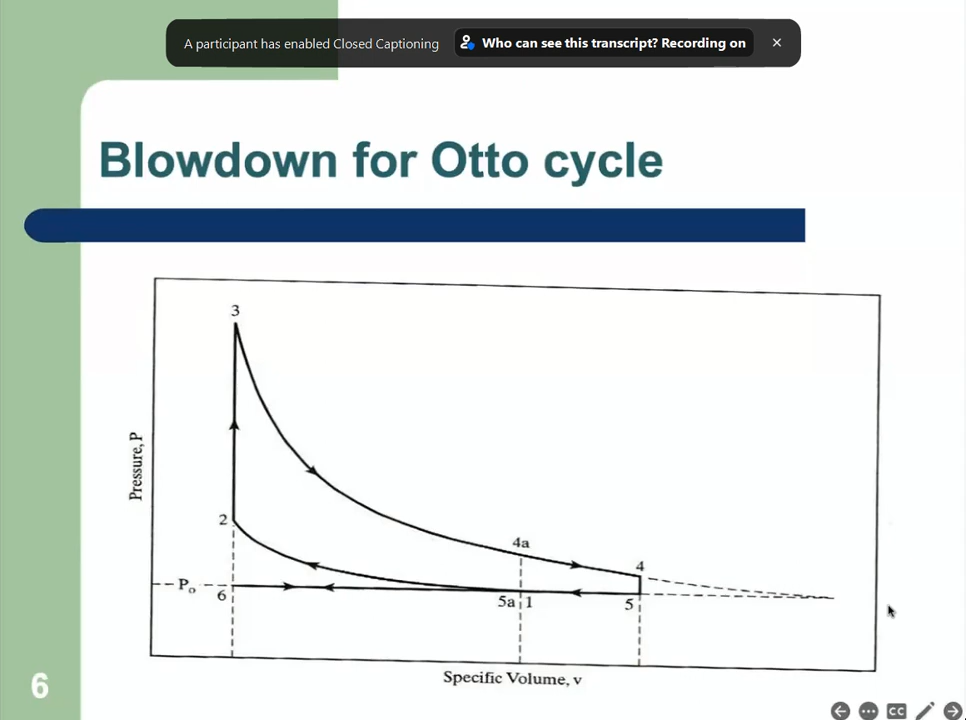 A participant has enabled Closed Captioning
Who can see this transcript? Recording on
Blowdown for Otto cycle
3
Pressure, P
2
4a
4
P₀
6
5a 1
5
Specific Volume, v
6
CC